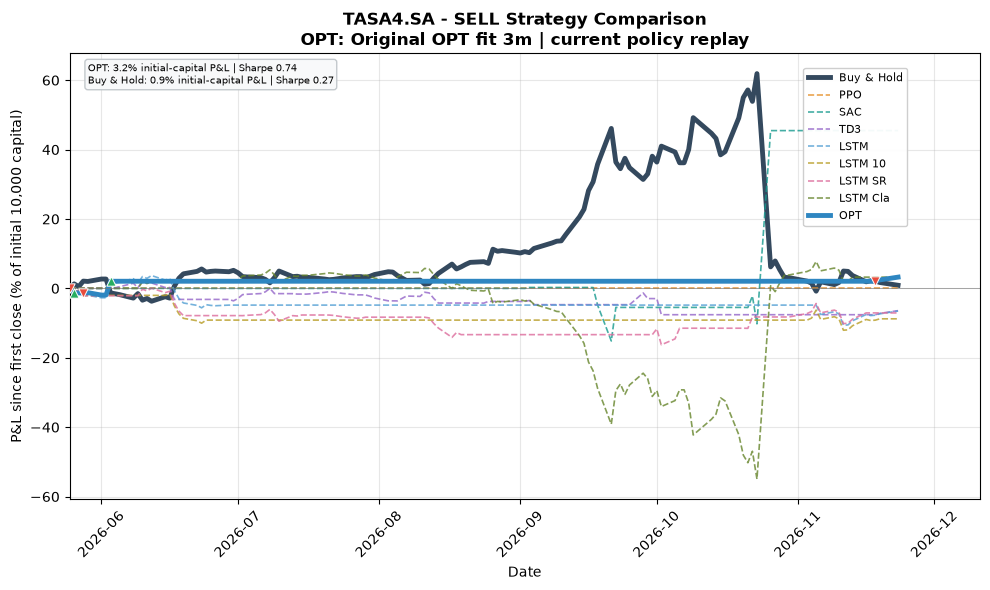 TASA4.SA - SELL Strategy Comparison
OPT: Original OPT fit 3m | current policy replay
OPT: 3.2% initial-capital P&L | Sharpe 0.74
Buy & Hold: 0.9% initial-capital P&L | Sharpe 0.27
Buy & Hold
PPO
SAC
TD3
LSTM
LSTM 10
LSTM SR
LSTM Cla
OPT
P&L since first close (% of initial 10,000 capital)
60
40
20
0
−20
−40
−60
2026-06
2026-07
2026-08
2026-09
2026-10
2026-11
2026-12
Date